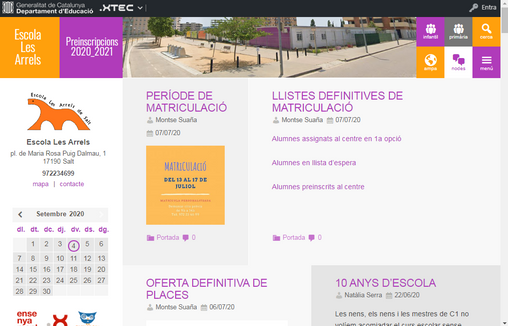 Generalitat de Catalunya
Departament d'Educació
.XTEC
Entra
Escola
Les
Arrels
Preinscripcions
2020_2021
infantil
primària
cerca
xarxes
menú
Escola Les Arrels de Salt
Escola Les Arrels
pl. de Maria Rosa Puig Dalmau, 1
17190 Salt
972234699
mapa | contacte
Setembre 2020
dl. dt. dc. dj. dv. ds. dg.
1 2 3 4 5 6
7 8 9 10 11 12 13
14 15 16 17 18 19 20
21 22 23 24 25 26 27
28 29 30
ense
nya
PERÍODE DE
MATRICULACIÓ
Montse Suaña
07/07/20
MATRICULACIÓ
DEL 13 AL 17 DE
JULIOL
Portada 0
LLISTES DEFINITIVES DE
MATRICULACIÓ
Montse Suaña 07/07/20
Alumnes assignats al centre en 1a opció
Alumnes en llista d'espera
Alumnes preinscrits al centre
Portada 0
OFERTA DEFINITIVA DE
PLACES
Montse Suaña 06/07/20
10 ANYS D'ESCOLA
Natàlia Serra 22/06/20
Les nens, els nens i les mestres de C1 no
volíem acomiadar el curs escolar sense